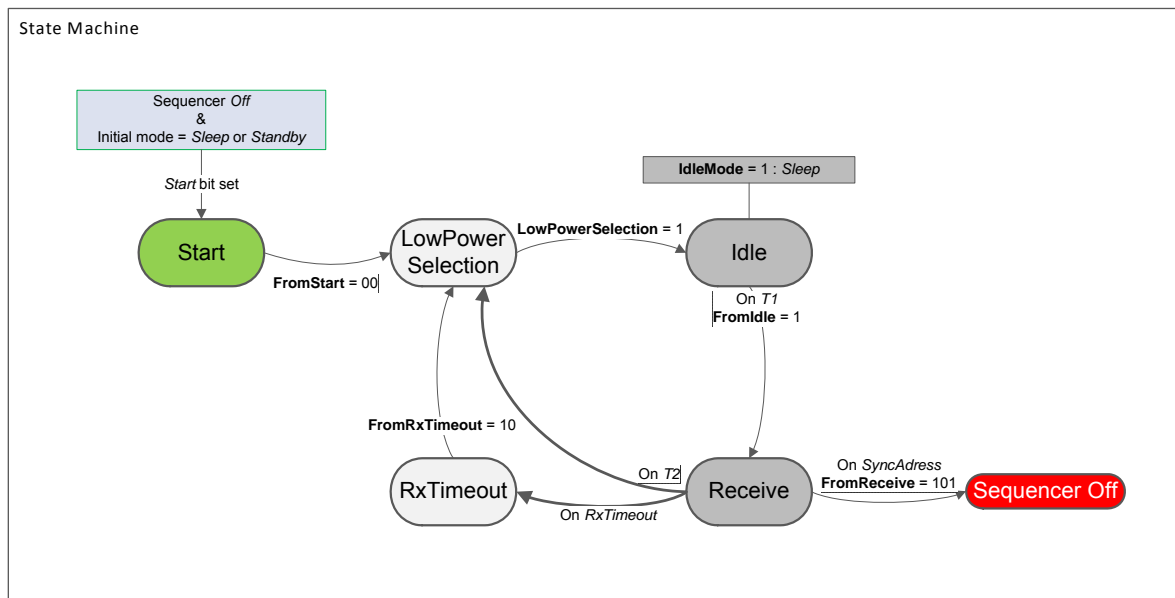 State Machine
Sequencer Off
&
Initial mode = Sleep or Standby
IdleMode = 1 : Sleep
Start bit set
Start
LowPower
Selection
LowPowerSelection = 1
Idle
FromStart = 00
On T1
FromIdle = 1
FromRxTimeout = 10
On T2
On SyncAdress
FromReceive = 101
RxTimeout
Receive
Sequencer Off
On RxTimeout